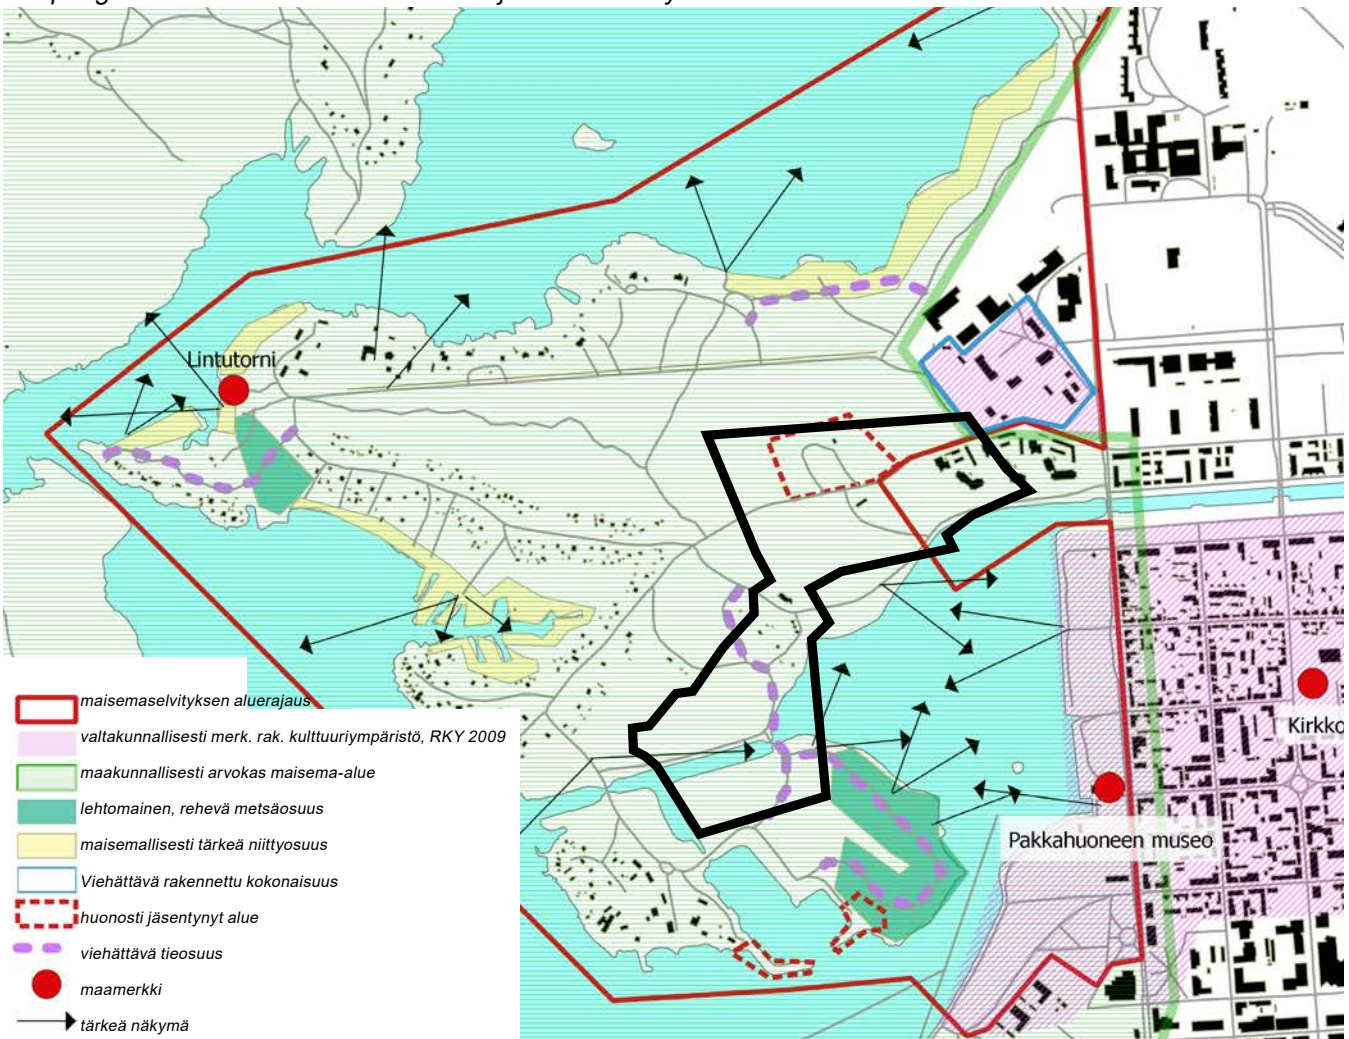 Lintutorni
Kirkko
Pakkahuoneen museo
maisemaselvityksen aluerajaus
valtakunnallisesti merk. rak. kulttuuriympäristö, RKY 2009
maakunnallisesti arvokas maisema-alue
lehtomainen, rehevä metsäosuus
maisemallisesti tärkeä niittyosuus
Viehättävä rakennettu kokonaisuus
huonosti jäsentynyt alue
viehättävä tieosuus
maamerkki
tärkeä näkymä